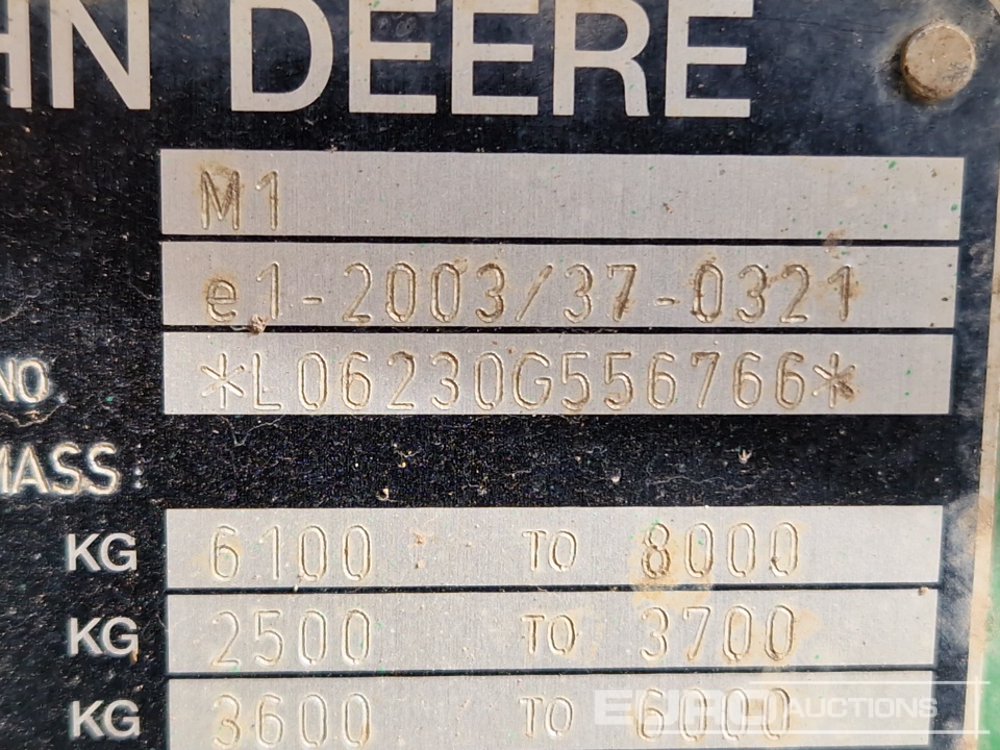 HN DEERE
M1
e1-2003/37-0321
NO. *L06230G556766*
MASS:
KG 6100 TO 8000
KG 2500 TO 3700
KG 3600 TO 6000
EURO AUCTIONS